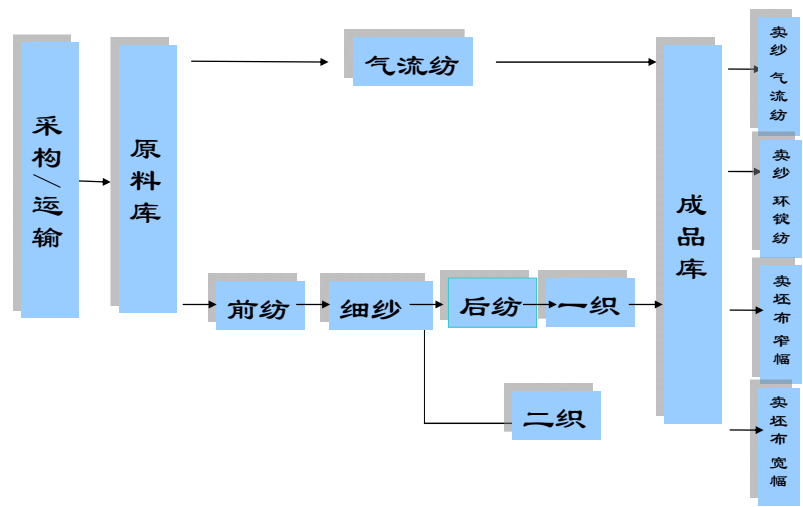 采构/运输
原料库
气流纺
前纺
细纱
后纺
一织
二织
成品库
卖纱 气流纺
卖纱 环锭纺
卖坯布 窄幅
卖坯布 宽幅